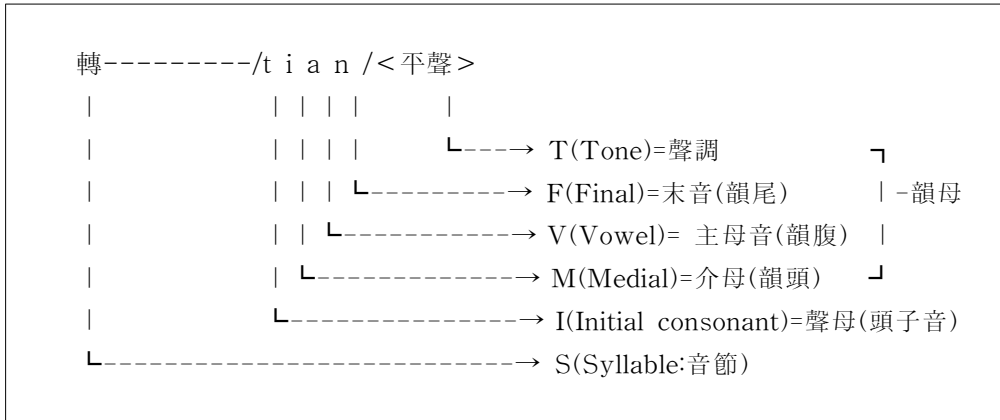 轉---------/t i a n /<平聲>
T(Tone)=聲調
F(Final)=末音(韻尾)
-韻母
V(Vowel)= 主母音(韻腹)
M(Medial)=介母(韻頭)
I(Initial consonant)=聲母(頭子音)
S(Syllable:音節)